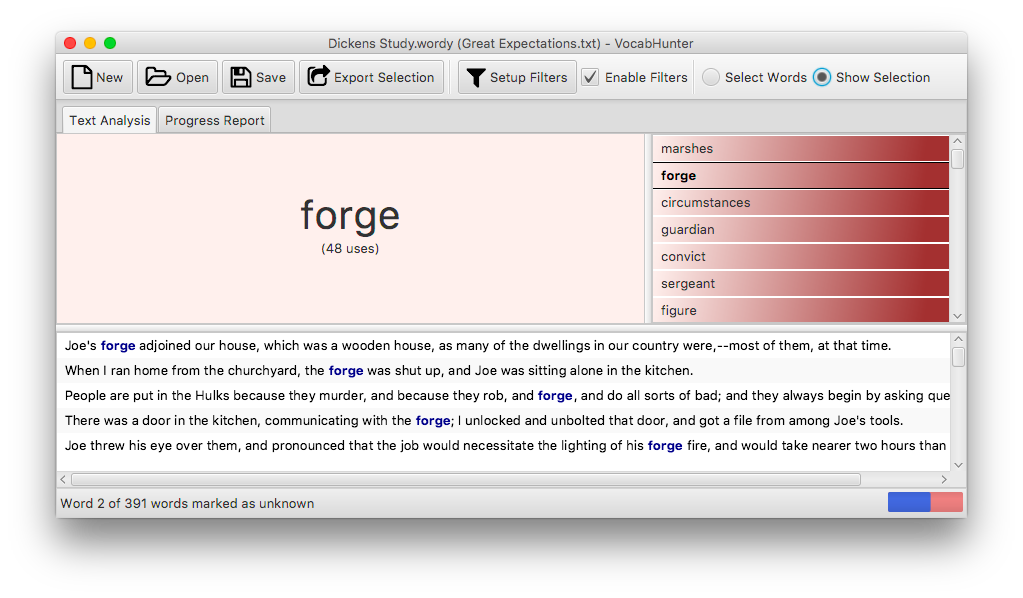 Dickens Study.wordy (Great Expectations.txt) - VocabHunter
New Open Save Export Selection Setup Filters Enable Filters Select Words Show Selection
Text Analysis Progress Report
forge
(48 uses)
marshes
forge
circumstances
guardian
convict
sergeant
figure
Joe's forge adjoined our house, which was a wooden house, as many of the dwellings in our country were,--most of them, at that time.
When I ran home from the churchyard, the forge was shut up, and Joe was sitting alone in the kitchen.
People are put in the Hulks because they murder, and because they rob, and forge, and do all sorts of bad; and they always begin by asking que
There was a door in the kitchen, communicating with the forge; I unlocked and unbolted that door, and got a file from among Joe's tools.
Joe threw his eye over them, and pronounced that the job would necessitate the lighting of his forge fire, and would take nearer two hours than
Word 2 of 391 words marked as unknown